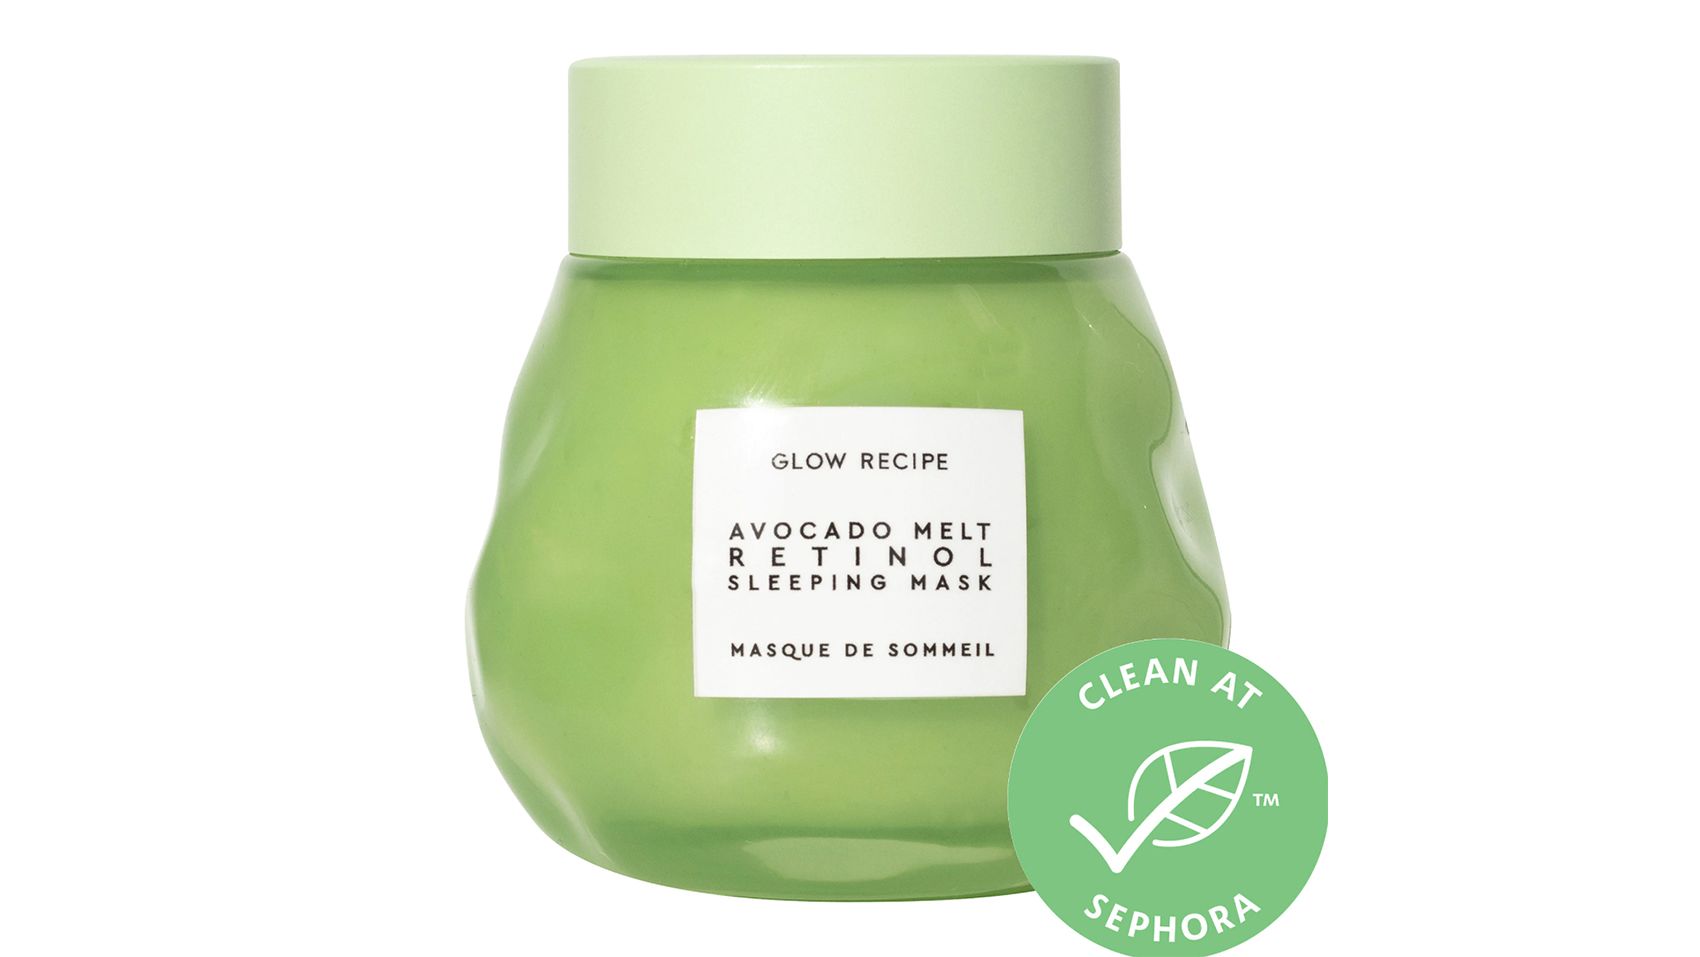 GLOW RECIPE
AVOCADO MELT
RETINOL
SLEEPING MASK
MASQUE DE SOMMEIL
CLEAN AT
TM
SEPHORA